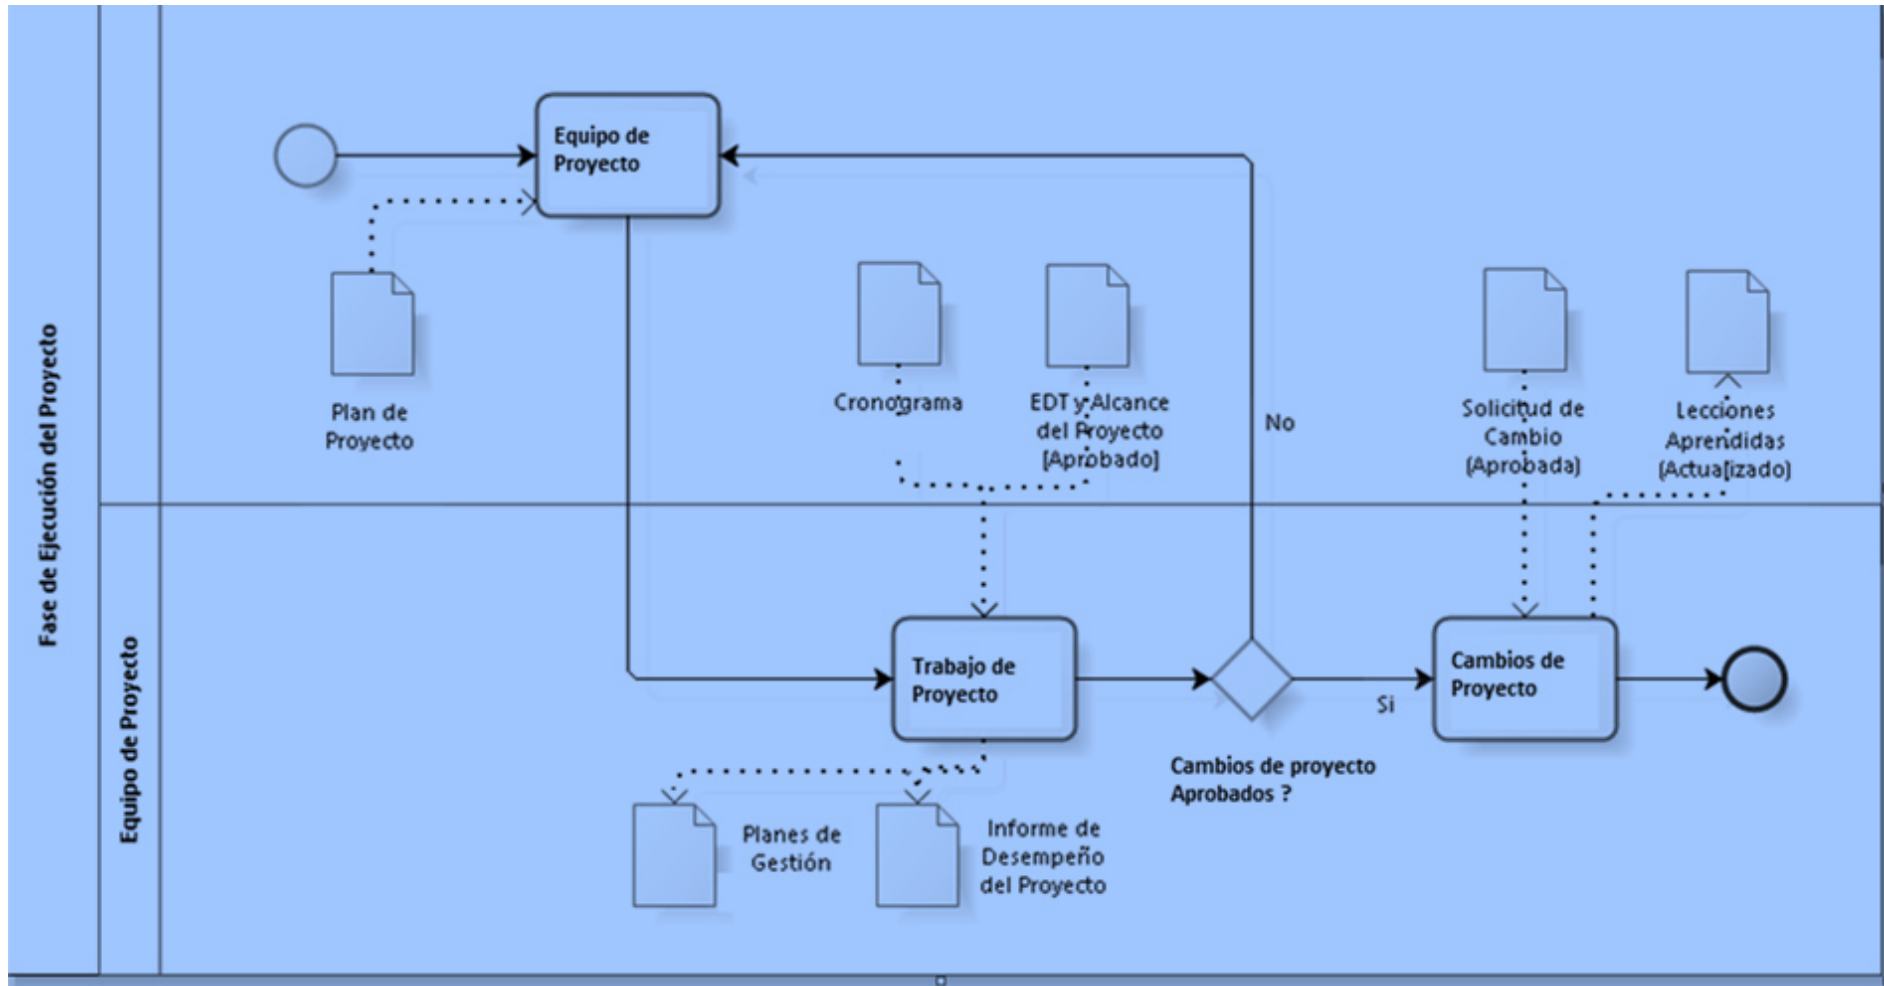 Fase de Ejecución del Proyecto
Equipo de
Proyecto
Plan de
Proyecto
Cronograma
EDT y Alcance
del Proyecto
[Aprobado]
No
Solicitud de
Cambio
(Aprobada)
Lecciones
Aprendidas
(Actualizado)
Equipo de Proyecto
Trabajo de
Proyecto
Si
Cambios de
Proyecto
Cambios de proyecto
Aprobados ?
Planes de
Gestión
Informe de
Desempeño
del Proyecto